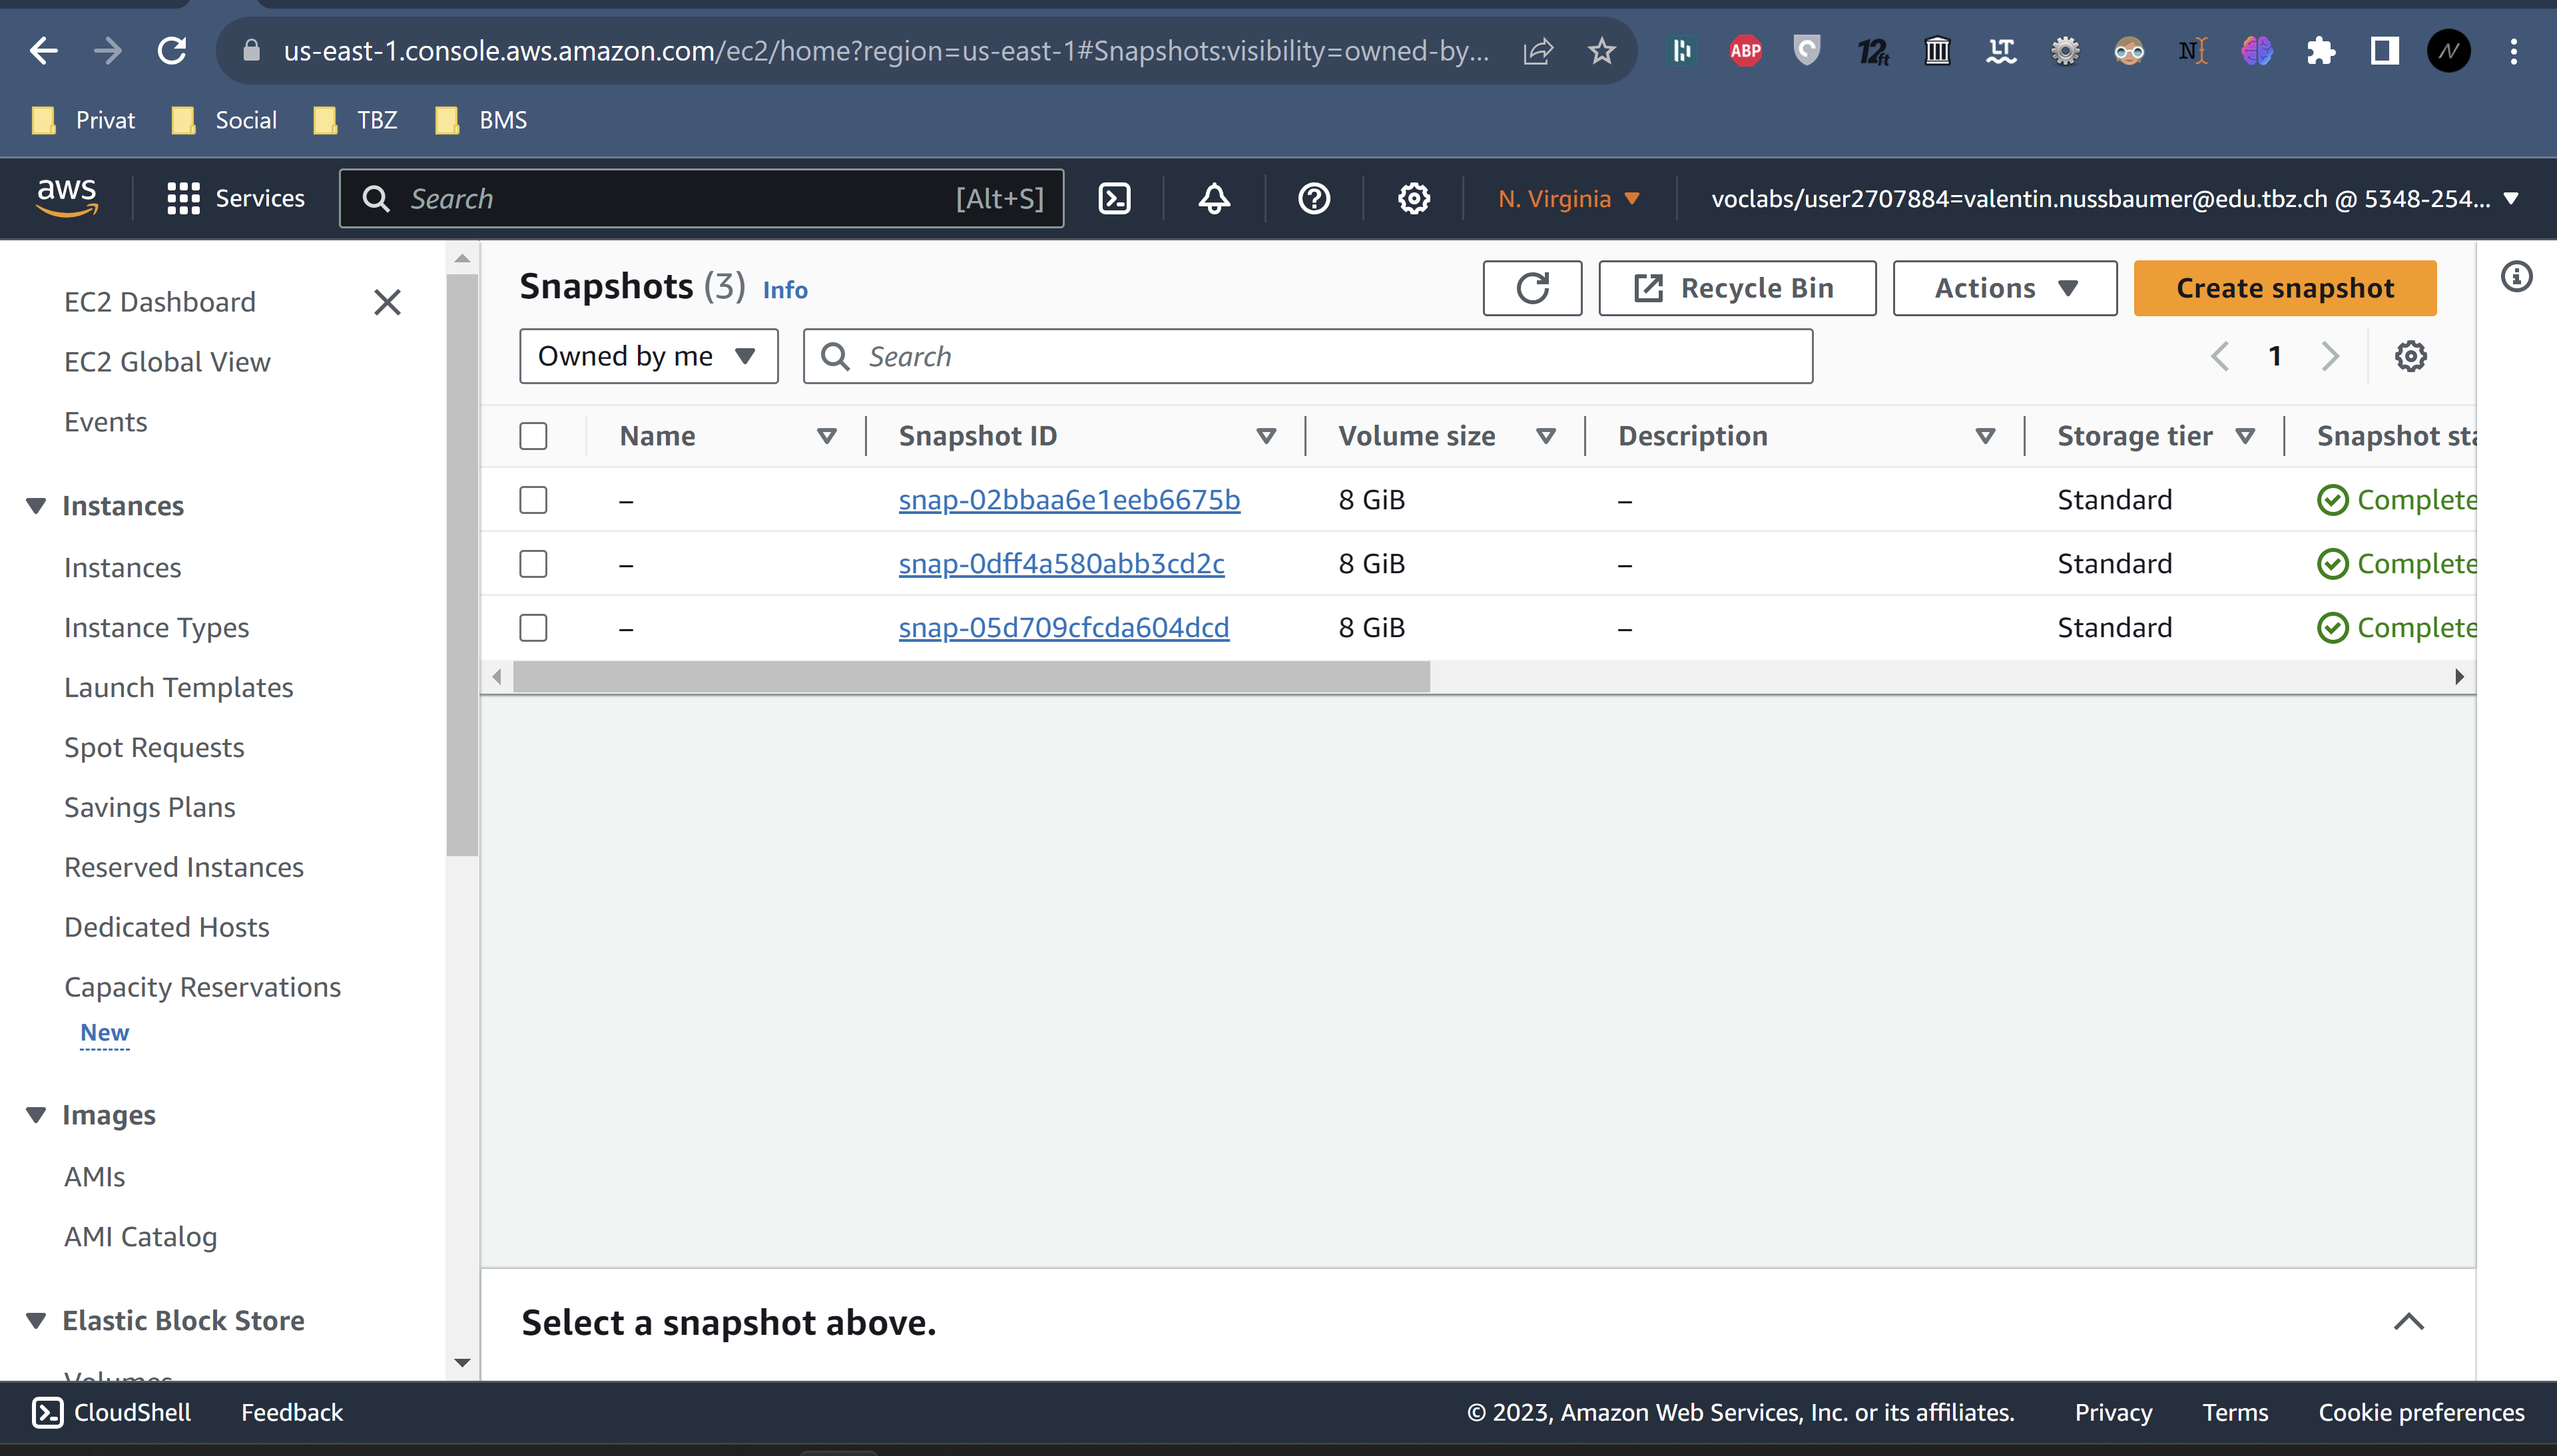 us-east-1.console.aws.amazon.com/ec2/home?region=us-east-1#Snapshots:visibility=owned-by...
ABP
12ft
LT
N
Privat
Social
TBZ
BMS
aws
Services
Search
[Alt+S]
N. Virginia
voclabs/user2707884=valentin.nussbaumer@edu.tbz.ch @ 5348-254...
EC2 Dashboard
EC2 Global View
Events
Instances
Instances
Instance Types
Launch Templates
Spot Requests
Savings Plans
Reserved Instances
Dedicated Hosts
Capacity Reservations
New
Images
AMIs
AMI Catalog
Elastic Block Store
Volumes
Snapshots (3) Info
Recycle Bin
Actions
Create snapshot
Owned by me
Search
1
Name Snapshot ID Volume size Description Storage tier Snapshot sta
– snap-02bbaa6e1eeb6675b 8 GiB – Standard Complete
– snap-0dff4a580abb3cd2c 8 GiB – Standard Complete
– snap-05d709cfcda604dcd 8 GiB – Standard Complete
Select a snapshot above.
CloudShell
Feedback
© 2023, Amazon Web Services, Inc. or its affiliates.
Privacy
Terms
Cookie preferences